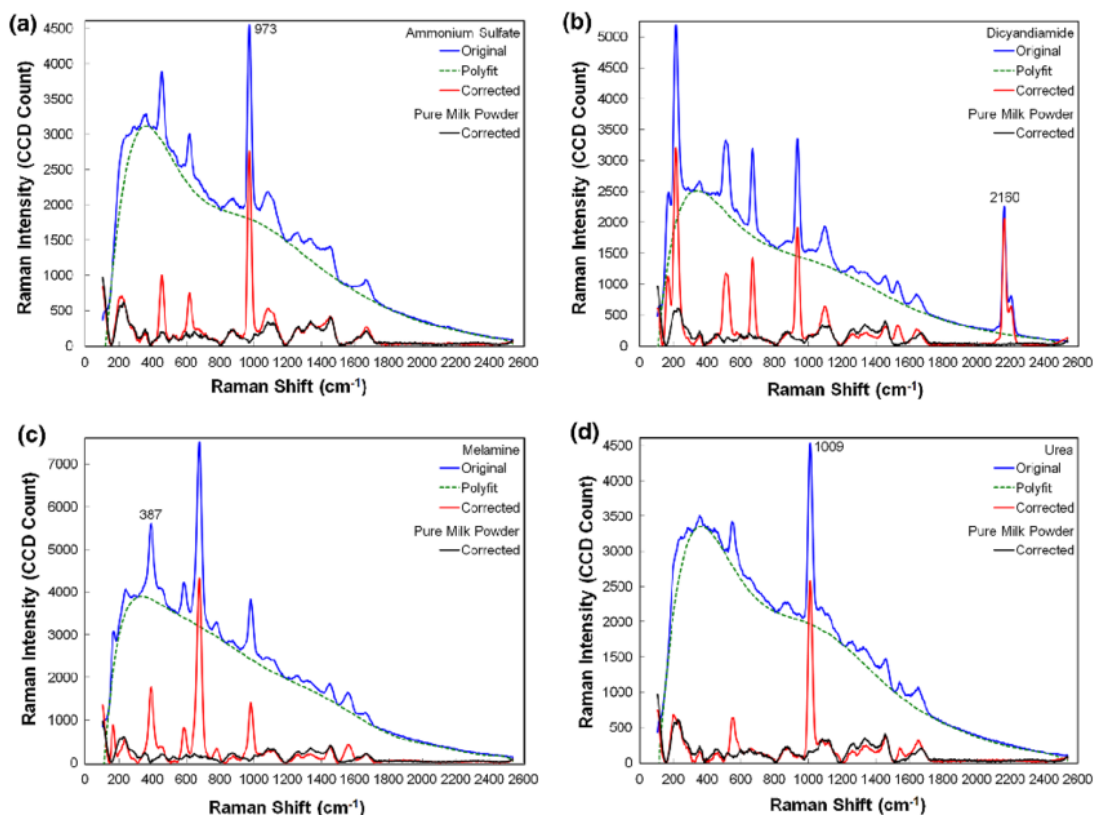 (a)
Ammonium Sulfate
Original
Polyfit
Corrected
Pure Milk Powder
Corrected
973
4500
4000
3500
3000
2500
2000
1500
1000
500
0
Raman Intensity (CCD Count)
0 200 400 600 800 1000 1200 1400 1600 1800 2000 2200 2400 2600
Raman Shift (cm⁻¹)
(b)
Dicyandiamide
Original
Polyfit
Corrected
Pure Milk Powder
Corrected
2160
5000
4500
4000
3500
3000
2500
2000
1500
1000
500
0
Raman Intensity (CCD Count)
0 200 400 600 800 1000 1200 1400 1600 1800 2000 2200 2400 2600
Raman Shift (cm⁻¹)
(c)
Melamine
Original
Polyfit
Corrected
Pure Milk Powder
Corrected
387
7000
6000
5000
4000
3000
2000
1000
0
Raman Intensity (CCD Count)
0 200 400 600 800 1000 1200 1400 1600 1800 2000 2200 2400 2600
Raman Shift (cm⁻¹)
(d)
Urea
Original
Polyfit
Corrected
Pure Milk Powder
Corrected
1009
4500
4000
3500
3000
2500
2000
1500
1000
500
0
Raman Intensity (CCD Count)
0 200 400 600 800 1000 1200 1400 1600 1800 2000 2200 2400 2600
Raman Shift (cm⁻¹)